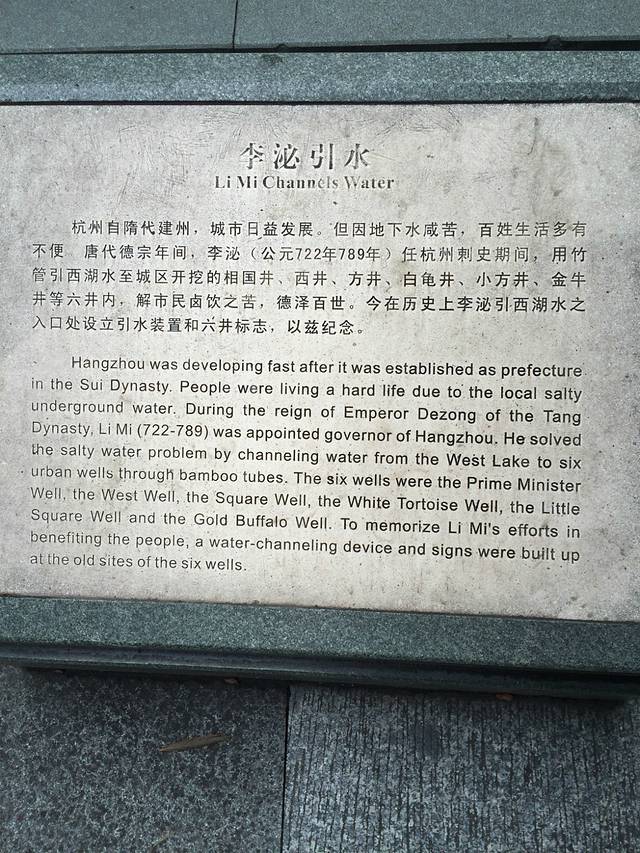 李泌引水
Li Mi Channels Water
杭州自隋代建州，城市日益发展。但因地下水咸苦，百姓生活多有
不便 唐代德宗年间，李泌（公元722年789年）任杭州刺史期间，用竹
管引西湖水至城区开挖的相国井、西井、方井、白龟井、小方井、金牛
井等六井内，解市民卤饮之苦，德泽百世。今在历史上李泌引西湖水之
入口处设立引水装置和六井标志，以兹纪念。
Hangzhou was developing fast after it was established as prefecture
in the Sui Dynasty. People were living a hard life due to the local salty
underground water. During the reign of Emperor Dezong of the Tang
Dynasty, Li Mi (722-789) was appointed governor of Hangzhou. He solved
the salty water problem by channeling water from the West Lake to six
urban wells through bamboo tubes. The six wells were the Prime Minister
Well, the West Well, the Square Well, the White Tortoise Well, the Little
Square Well and the Gold Buffalo Well. To memorize Li Mi's efforts in
benefiting the people, a water-channeling device and signs were built up
at the old sites of the six wells.